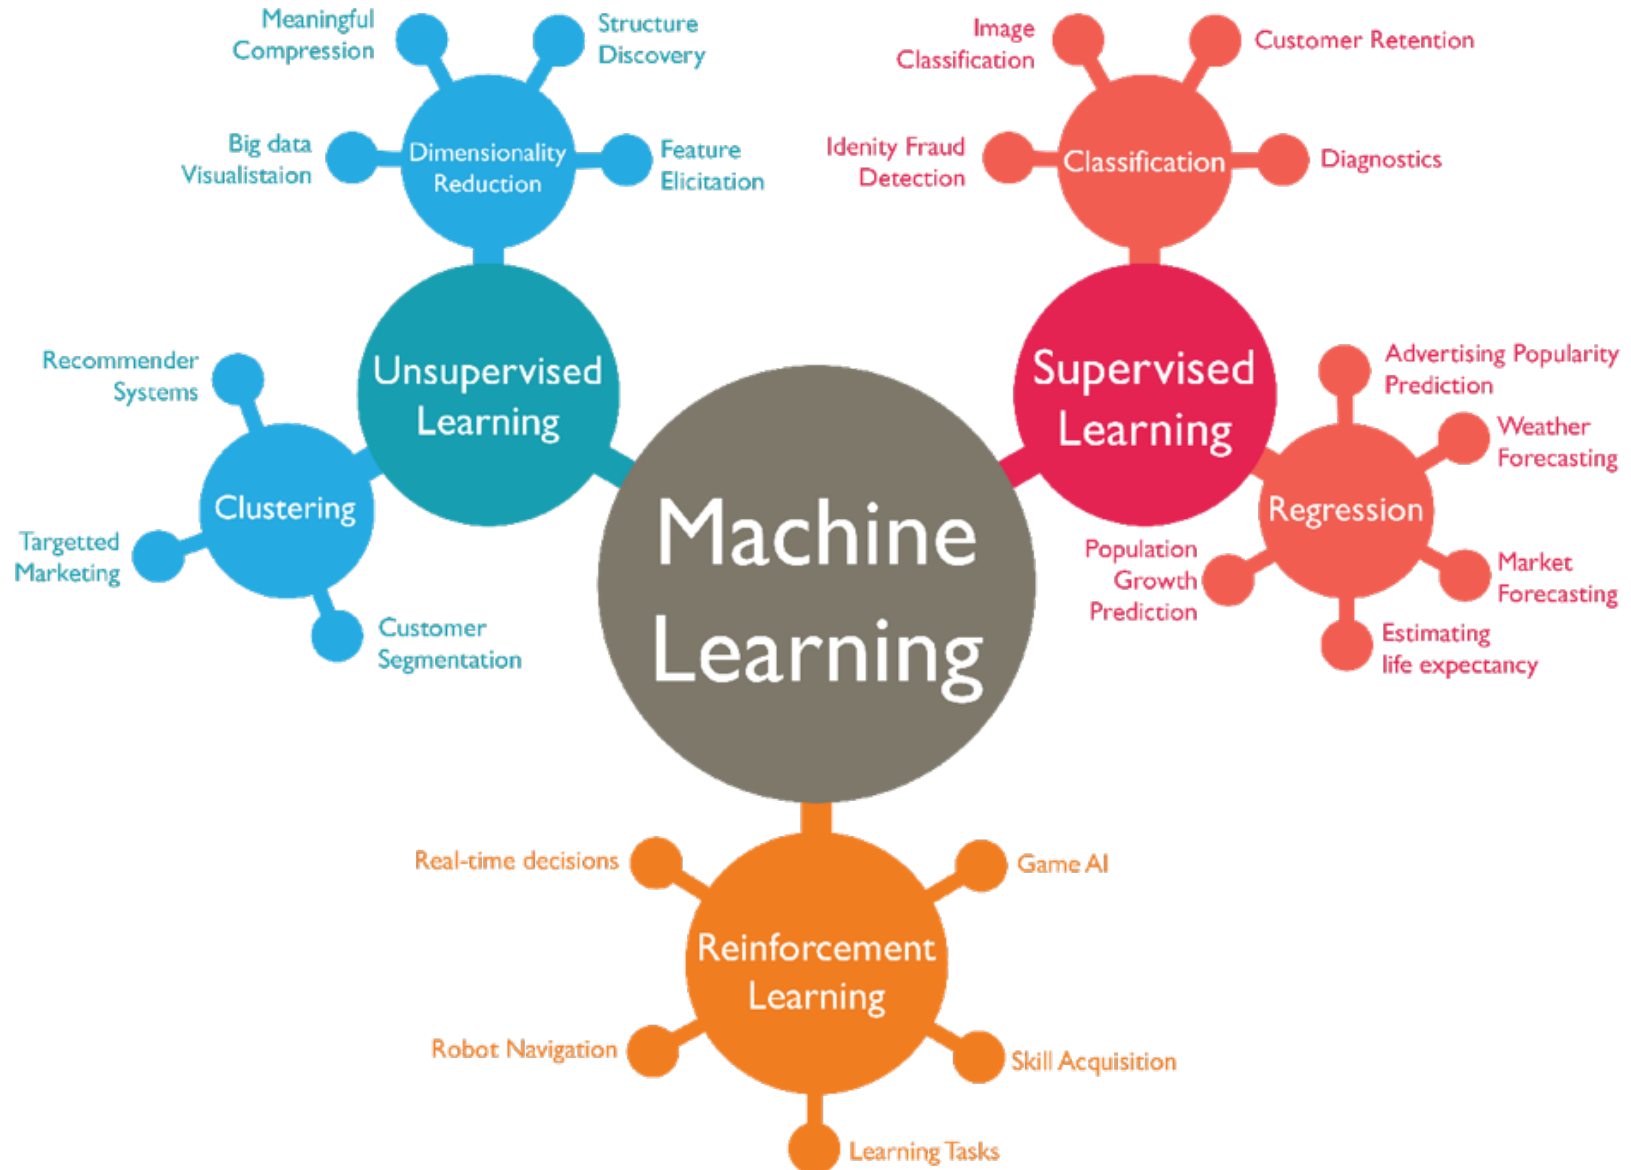 Meaningful
Compression
Structure
Discovery
Big data
Visualistaion
Dimensionality
Reduction
Feature
Elicitation
Image
Classification
Customer Retention
Idenity Fraud
Detection
Classification
Diagnostics
Recommender
Systems
Unsupervised
Learning
Clustering
Targetted
Marketing
Customer
Segmentation
Supervised
Learning
Advertising Popularity
Prediction
Weather
Forecasting
Regression
Population
Growth
Prediction
Market
Forecasting
Estimating
life expectancy
Machine
Learning
Real-time decisions
Game AI
Reinforcement
Learning
Robot Navigation
Skill Acquisition
Learning Tasks